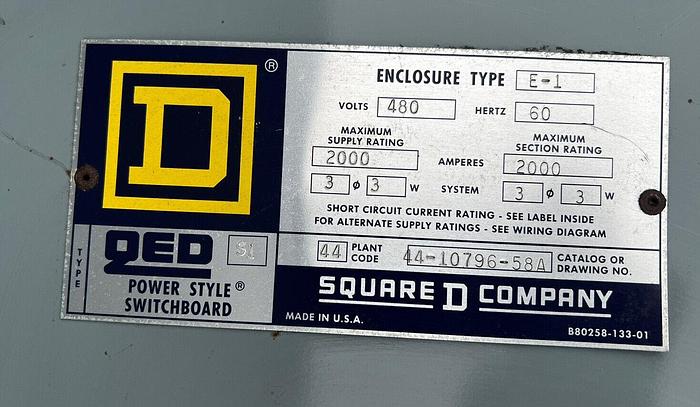 D ®
ENCLOSURE TYPE E-1
VOLTS 480 HERTZ 60
MAXIMUM SUPPLY RATING
MAXIMUM SECTION RATING
2000 AMPERES 2000
3 ø 3 W SYSTEM 3 ø 3 W
SHORT CIRCUIT CURRENT RATING - SEE LABEL INSIDE
FOR ALTERNATE SUPPLY RATINGS - SEE WIRING DIAGRAM
TYPE
QED S1
POWER STYLE®
SWITCHBOARD
44 PLANT CODE 44-10796-58A CATALOG OR DRAWING NO.
SQUARE D COMPANY
MADE IN U.S.A.
B80258-133-01